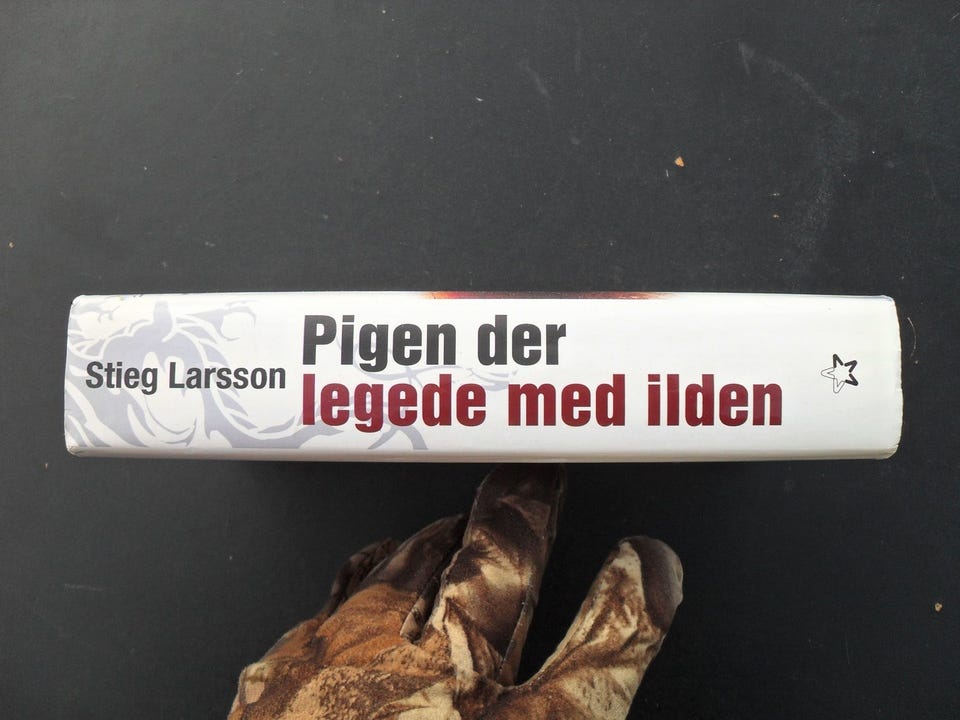 Stieg Larsson
Pigen der
legede med ilden